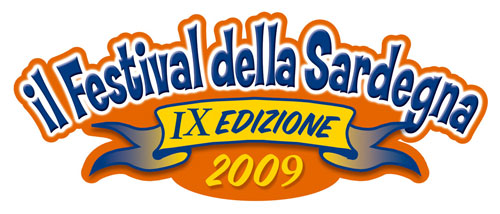 il Festival della Sardegna
IX EDIZIONE
2009